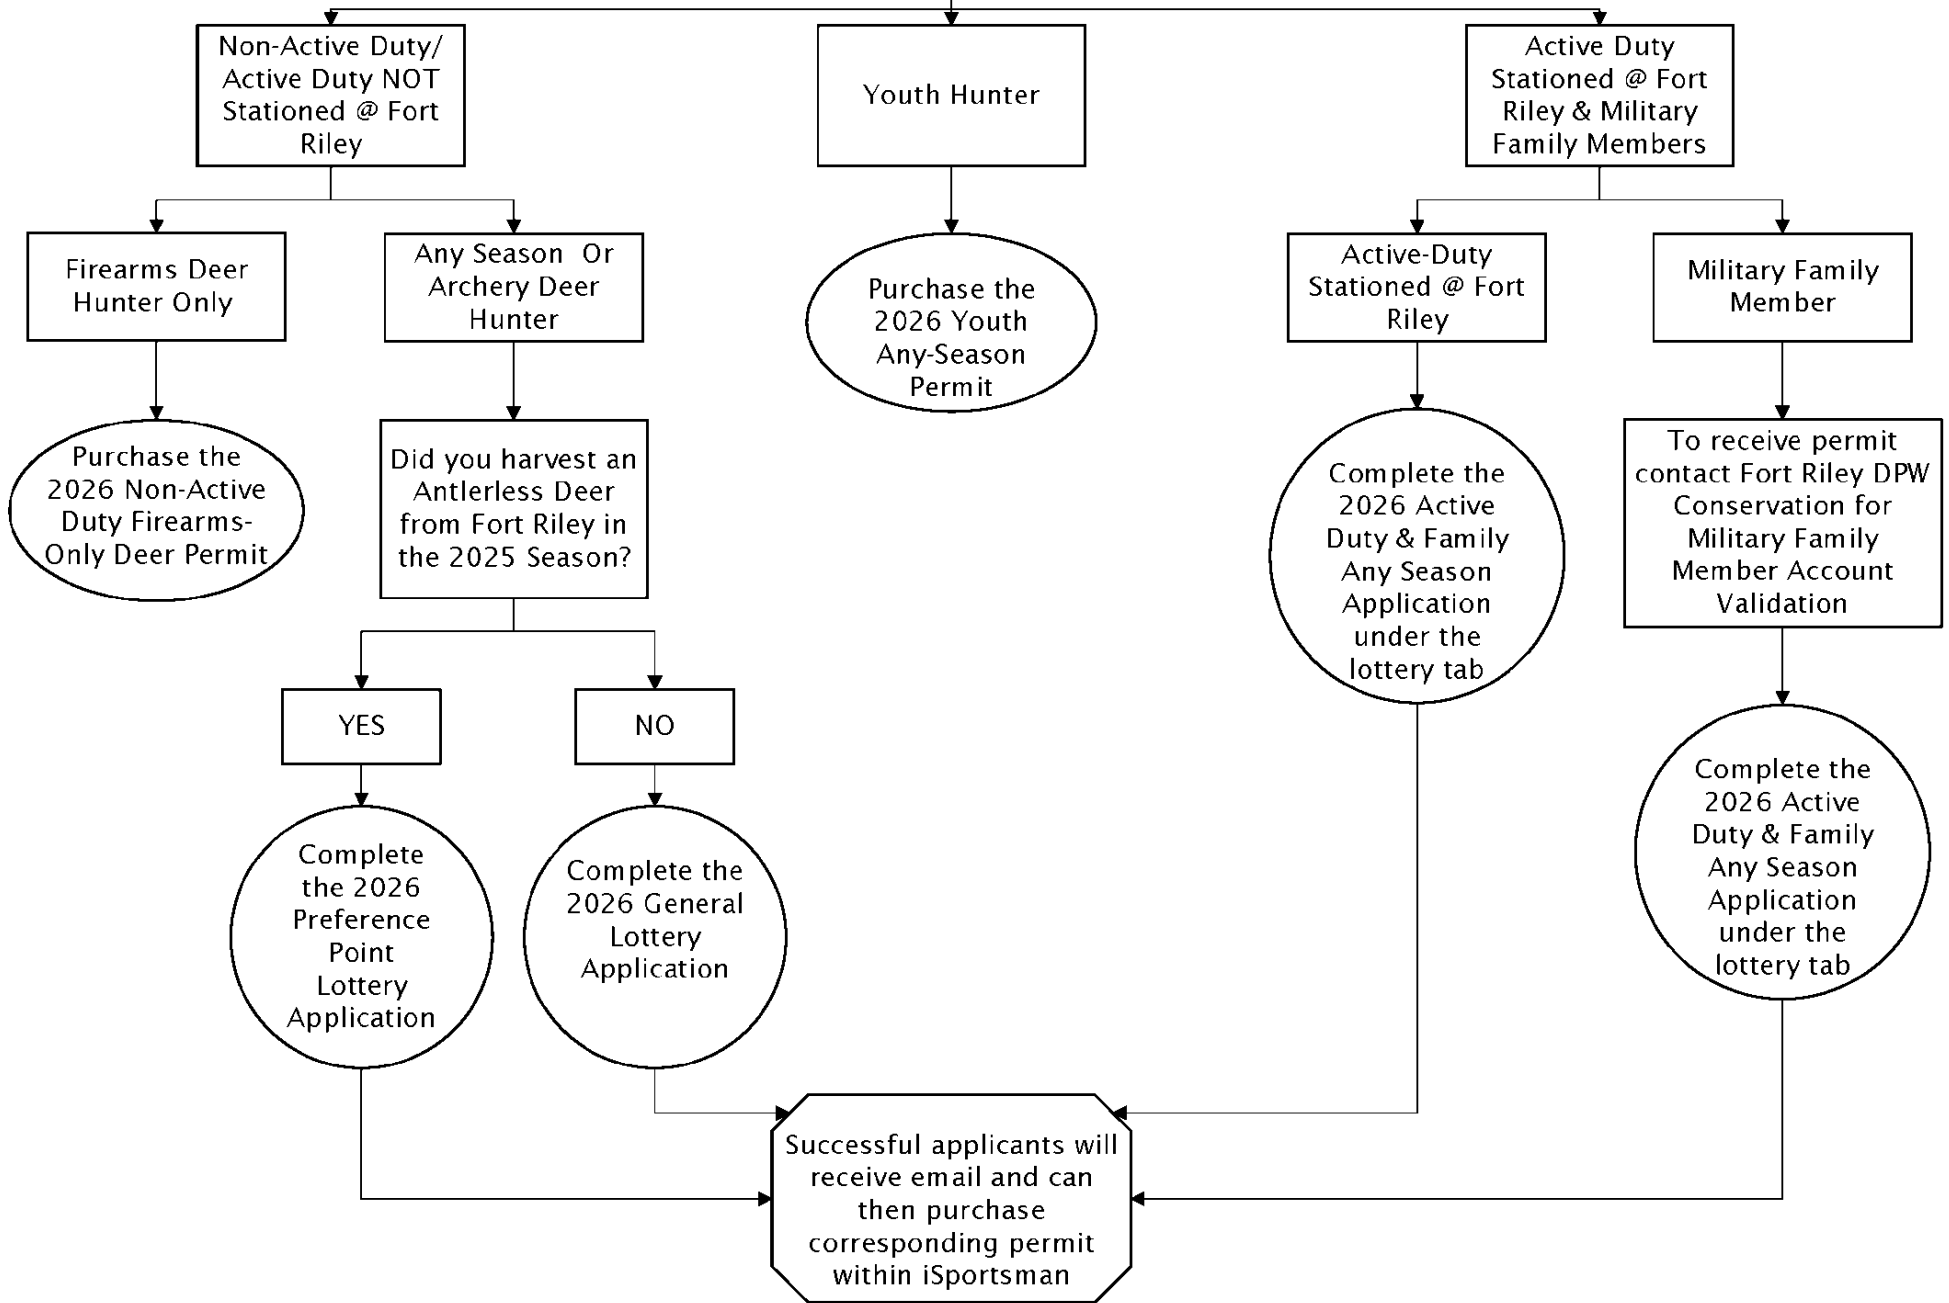 Non-Active Duty/
Active Duty NOT
Stationed @ Fort
Riley
Youth Hunter
Active Duty
Stationed @ Fort
Riley & Military
Family Members
Firearms Deer
Hunter Only
Any Season  Or
Archery Deer
Hunter
Purchase the
2026 Youth
Any-Season
Permit
Active-Duty
Stationed @ Fort
Riley
Military Family
Member
Purchase the
2026 Non-Active
Duty Firearms-
Only Deer Permit
Did you harvest an
Antlerless Deer
from Fort Riley in
the 2025 Season?
Complete the
2026 Active
Duty & Family
Any Season
Application
under the
lottery tab
To receive permit
contact Fort Riley DPW
Conservation for
Military Family
Member Account
Validation
YES
NO
Complete
the 2026
Preference
Point
Lottery
Application
Complete the
2026 General
Lottery
Application
Complete the
2026 Active
Duty & Family
Any Season
Application
under the
lottery tab
Successful applicants will
receive email and can
then purchase
corresponding permit
within iSportsman